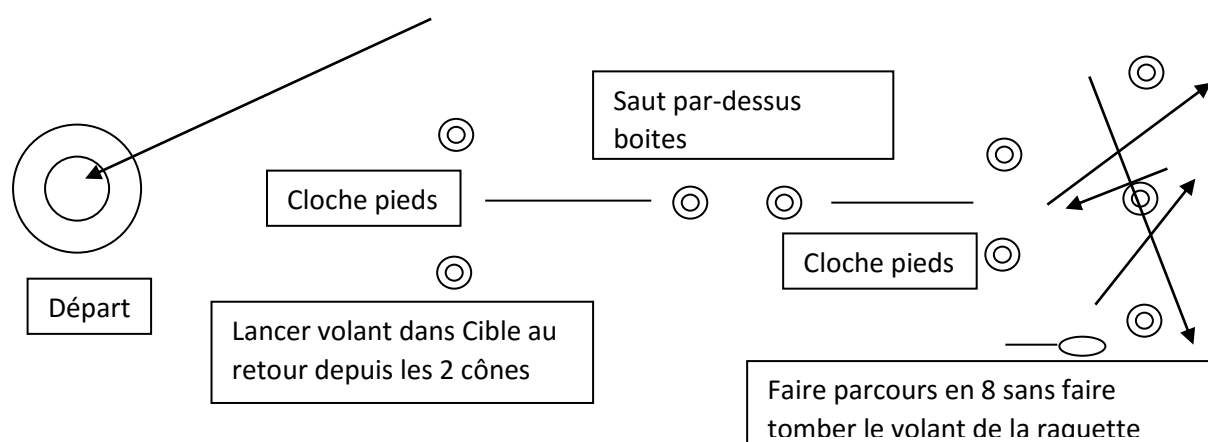 Saut par-dessus
boites
Cloche pieds
Cloche pieds
Départ
Lancer volant dans Cible au
retour depuis les 2 cônes
Faire parcours en 8 sans faire
tomber le volant de la raquette